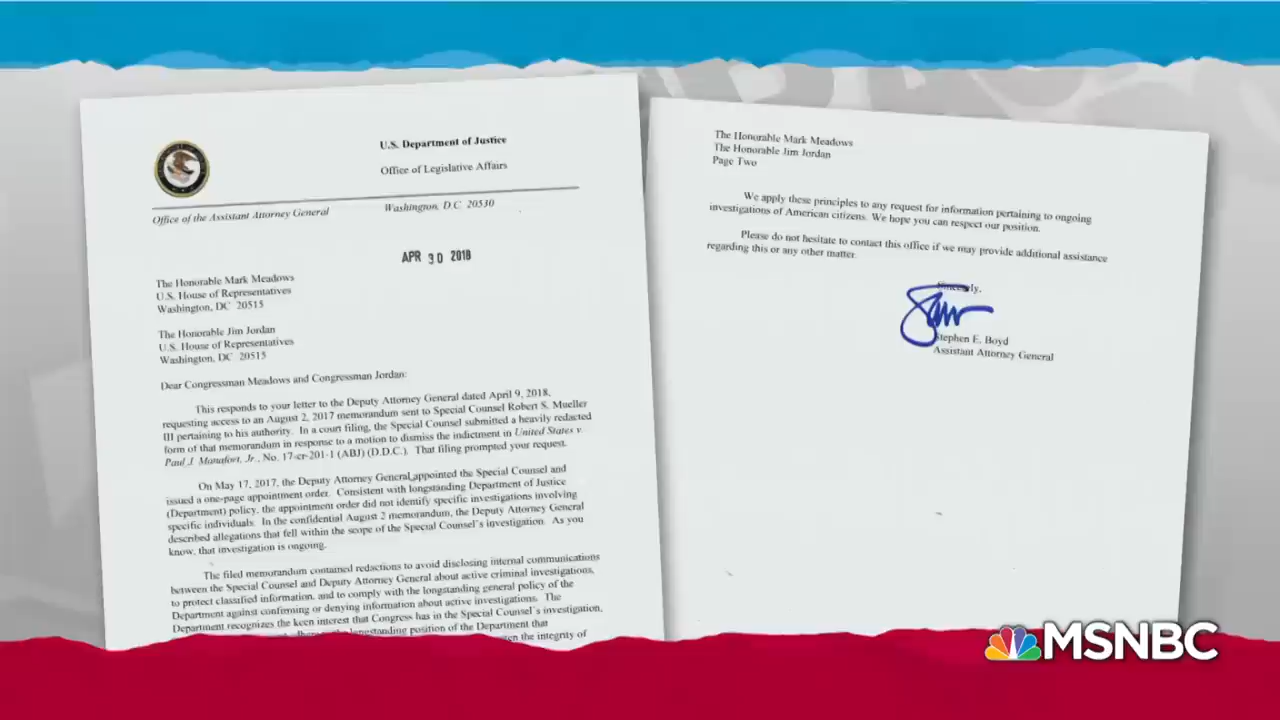 U.S. Department of Justice
Office of Legislative Affairs
Office of the Assistant Attorney General
Washington, D.C. 20530
APR 30 2018
The Honorable Mark Meadows
U.S. House of Representatives
Washington, DC 20515
The Honorable Jim Jordan
U.S. House of Representatives
Washington, DC 20515
Dear Congressman Meadows and Congressman Jordan:
This responds to your letter to the Deputy Attorney General dated April 9, 2018,
requesting access to an August 2, 2017 memorandum sent to Special Counsel Robert S. Mueller
III pertaining to his authority. In a court filing, the Special Counsel submitted a heavily redacted
form of that memorandum in response to a motion to dismiss the indictment in United States v.
Paul J. Manafort, Jr., No. 17-cr-201-1 (ABJ) (D.D.C.). That filing prompted your request.
On May 17, 2017, the Deputy Attorney General appointed the Special Counsel and
issued a one-page appointment order. Consistent with longstanding Department of Justice
(Department) policy, the appointment order did not identify specific investigations involving
specific individuals. In the confidential August 2 memorandum, the Deputy Attorney General
described allegations that fell within the scope of the Special Counsel's investigation. As you
know, that investigation is ongoing.
The filed memorandum contained redactions to avoid disclosing internal communications
between the Special Counsel and Deputy Attorney General about active criminal investigations,
to protect classified information, and to comply with the longstanding general policy of the
Department against confirming or denying information about active investigations. The
Department recognizes the keen interest that Congress has in the Special Counsel's investigation,
longstanding position of the Department that
the integrity of
The Honorable Mark Meadows
The Honorable Jim Jordan
Page Two
We apply these principles to any request for information pertaining to ongoing
investigations of American citizens. We hope you can respect our position.
Please do not hesitate to contact this office if we may provide additional assistance
regarding this or any other matter.
Sincerely,
Stephen E. Boyd
Assistant Attorney General
MSNBC